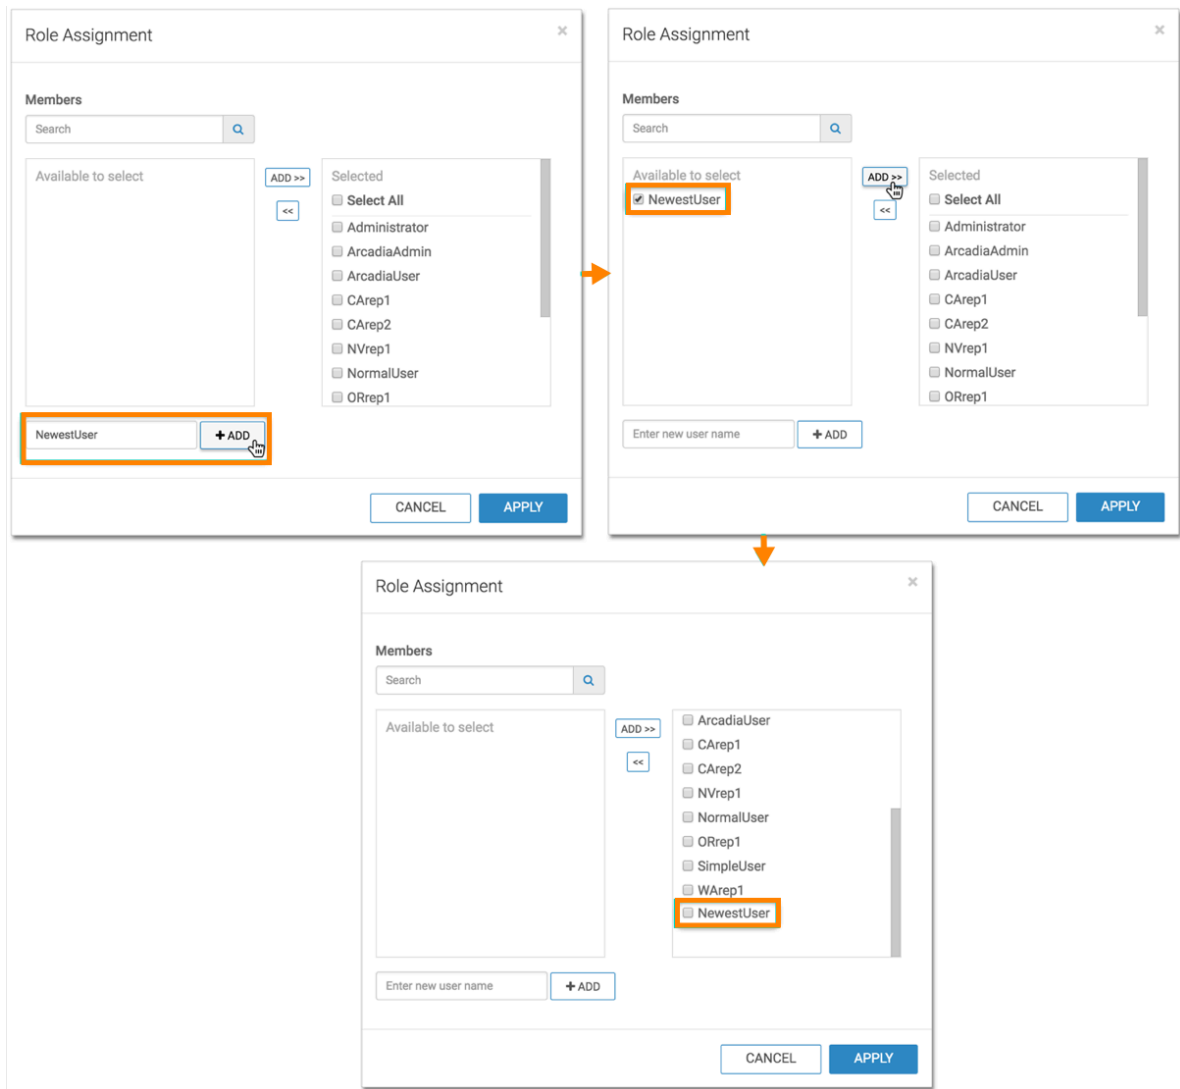 Role Assignment
×
Members
Search
Available to select
ADD >>
<<
Selected
Select All
Administrator
ArcadiaAdmin
ArcadiaUser
CArep1
CArep2
NVrep1
NormalUser
ORrep1
NewestUser
+ ADD
CANCEL
APPLY
Role Assignment
×
Members
Search
Available to select
NewestUser
ADD >>
<<
Selected
Select All
Administrator
ArcadiaAdmin
ArcadiaUser
CArep1
CArep2
NVrep1
NormalUser
ORrep1
Enter new user name
+ ADD
CANCEL
APPLY
Role Assignment
×
Members
Search
Available to select
ADD >>
<<
ArcadiaUser
CArep1
CArep2
NVrep1
NormalUser
ORrep1
SimpleUser
WArep1
NewestUser
Enter new user name
+ ADD
CANCEL
APPLY